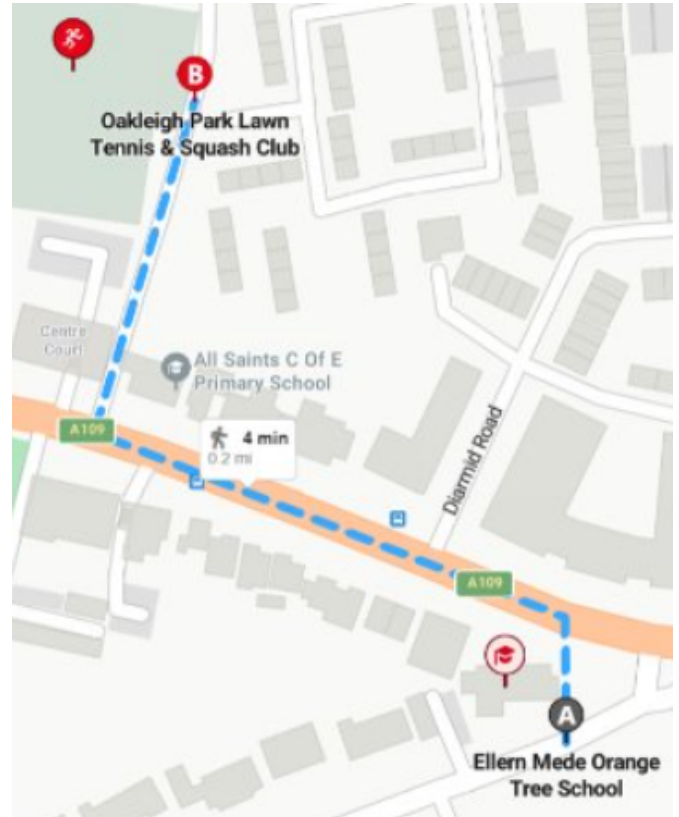 B
Oakleigh Park Lawn
Tennis & Squash Club
Centre
Court
All Saints C Of E
Primary School
A109
4 min
0.2 mi
Diarmid Road
A109
A
Ellern Mede Orange
Tree School